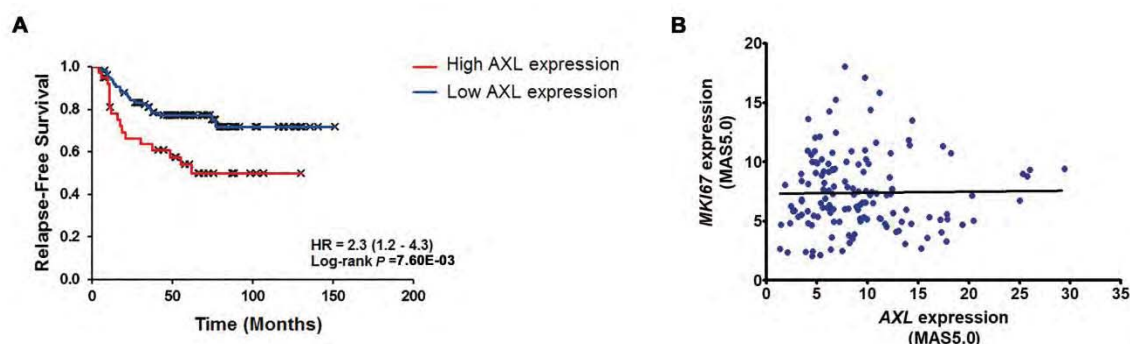 A
Relapse-Free Survival
1.0
0.8
0.6
0.4
0.2
0.0
0
50
100
150
200
Time (Months)
High AXL expression
Low AXL expression
HR = 2.3 (1.2 - 4.3)
Log-rank P =7.60E-03
B
MKI67 expression
(MAS5.0)
20
15
10
5
0
0
5
10
15
20
25
30
35
AXL expression
(MAS5.0)